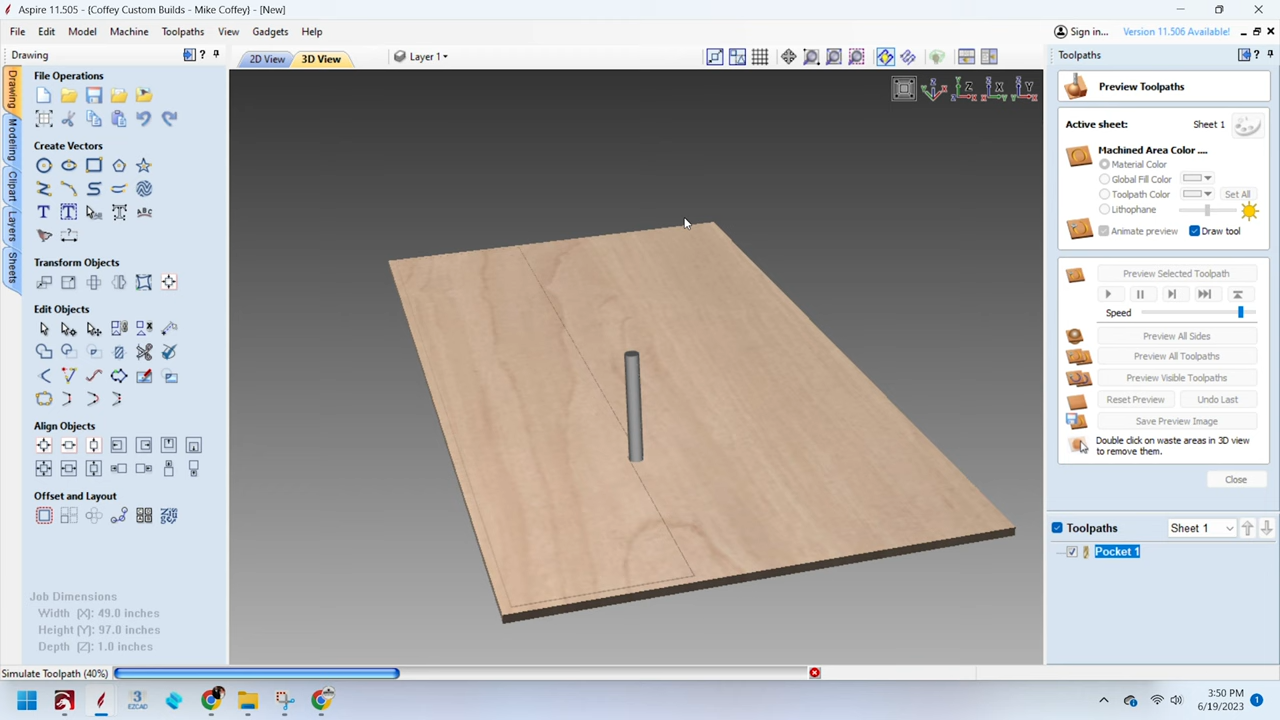 Aspire 11.505 - {Coffey Custom Builds - Mike Coffey} - [New]
File Edit Model Machine Toolpaths View Gadgets Help
Sign in... Version 11.506 Available!
Drawing
2D View 3D View Layer 1
Toolpaths
Drawing
Modeling
Clipart
Layers
Sheets
File Operations
Create Vectors
Transform Objects
Edit Objects
Align Objects
Offset and Layout
Job Dimensions
Width (X): 49.0 inches
Height (Y): 97.0 inches
Depth (Z): 1.0 inches
Preview Toolpaths
Active sheet: Sheet 1
Machined Area Color ....
Material Color
Global Fill Color
Toolpath Color Set All
Lithophane
Animate preview Draw tool
Preview Selected Toolpath
Speed
Preview All Sides
Preview All Toolpaths
Preview Visible Toolpaths
Reset Preview Undo Last
Save Preview Image
Double click on waste areas in 3D view
to remove them.
Close
Toolpaths Sheet 1
Pocket 1
Simulate Toolpath (40%)
EZCAD
3:50 PM
6/19/2023